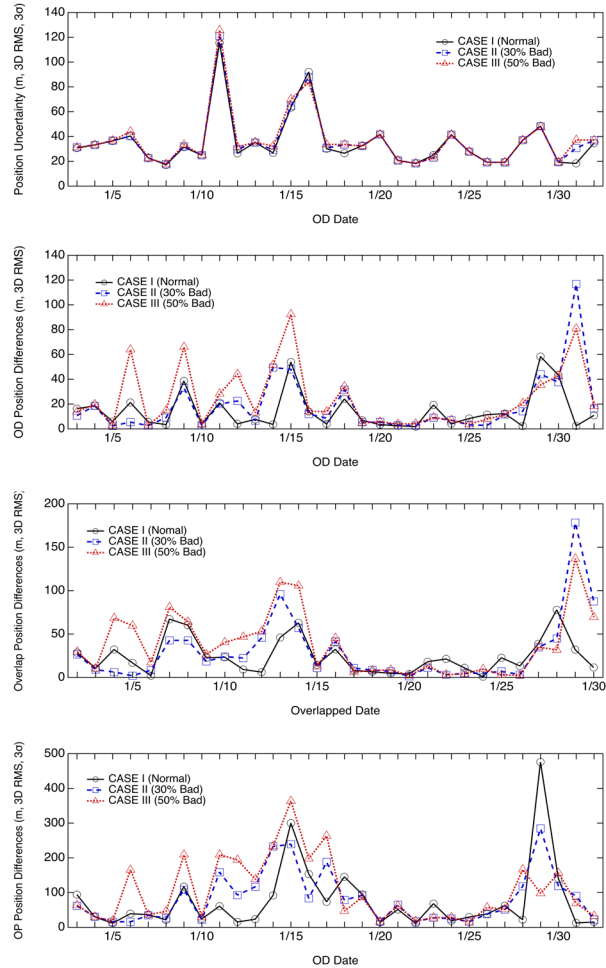 140
120
100
80
60
40
20
0
Position Uncertainty (m, 3D RMS, 3σ)
CASE I (Normal)
CASE II (30% Bad)
CASE III (50% Bad)
1/5 1/10 1/15 1/20 1/25 1/30
OD Date
140
120
100
80
60
40
20
0
OD Position Differences (m, 3D RMS)
CASE I (Normal)
CASE II (30% Bad)
CASE III (50% Bad)
1/5 1/10 1/15 1/20 1/25 1/30
OD Date
200
150
100
50
0
Overlap Position Differences (m, 3D RMS)
CASE I (Normal)
CASE II (30% Bad)
CASE III (50% Bad)
1/5 1/10 1/15 1/20 1/25 1/30
Overlapped Date
500
400
300
200
100
0
OP Position Differences (m, 3D RMS, 3σ)
CASE I (Normal)
CASE II (30% Bad)
CASE III (50% Bad)
1/5 1/10 1/15 1/20 1/25 1/30
OD Date